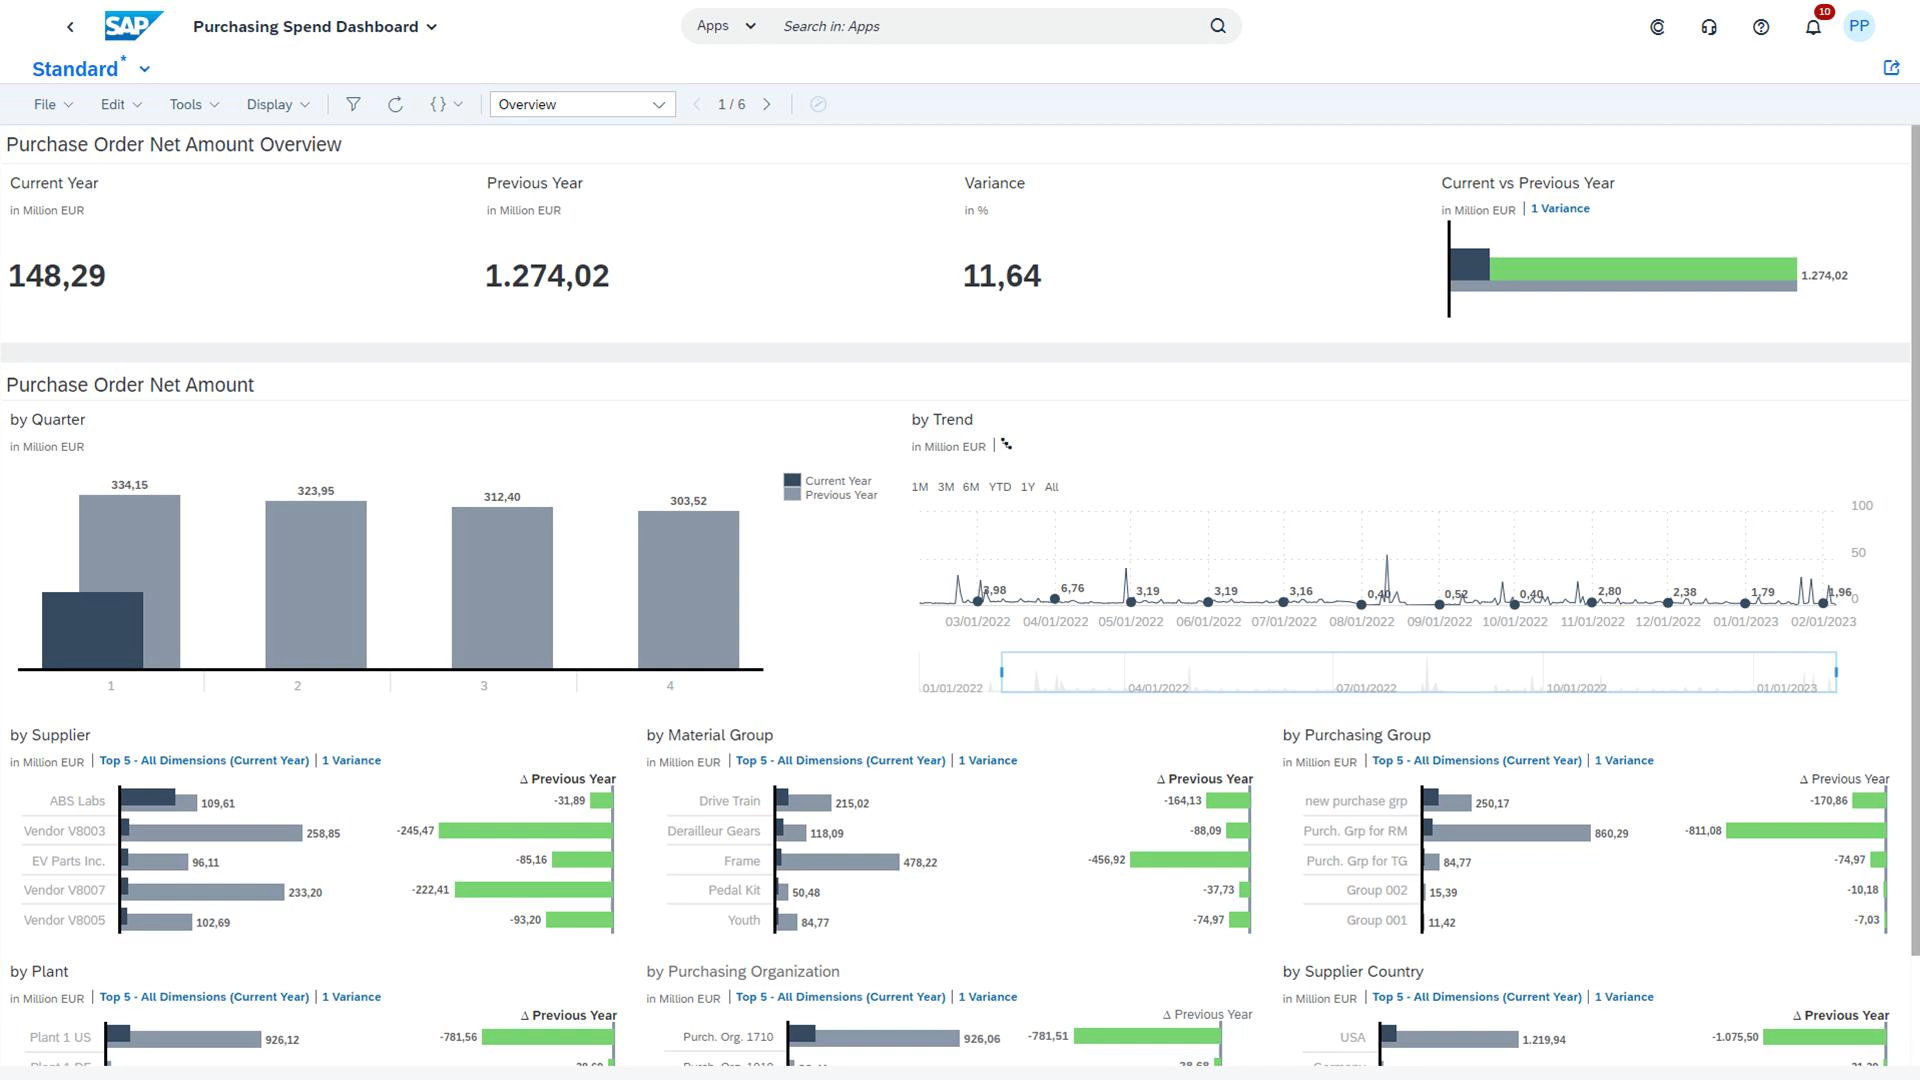 SAP
Purchasing Spend Dashboard
Apps
Search in: Apps
10
PP
Standard*
File
Edit
Tools
Display
{ }
Overview
1 / 6
Purchase Order Net Amount Overview
Current Year
in Million EUR
148,29
Previous Year
in Million EUR
1.274,02
Variance
in %
11,64
Current vs Previous Year
in Million EUR | 1 Variance
1.274,02
Purchase Order Net Amount
by Quarter
in Million EUR
334,15
323,95
312,40
303,52
Current Year
Previous Year
1
2
3
4
by Trend
in Million EUR
1M 3M 6M YTD 1Y All
100
50
0
3,98
6,76
3,19
3,19
3,16
0,40
0,52
0,40
2,80
2,38
1,79
1,96
03/01/2022
04/01/2022
05/01/2022
06/01/2022
07/01/2022
08/01/2022
09/01/2022
10/01/2022
11/01/2022
12/01/2022
01/01/2023
02/01/2023
01/01/2022
04/01/2022
07/01/2022
10/01/2022
01/01/2023
by Supplier
in Million EUR | Top 5 - All Dimensions (Current Year) | 1 Variance
Δ Previous Year
ABS Labs 109,61 -31,89
Vendor V8003 258,85 -245,47
EV Parts Inc. 96,11 -85,16
Vendor V8007 233,20 -222,41
Vendor V8005 102,69 -93,20
by Material Group
in Million EUR | Top 5 - All Dimensions (Current Year) | 1 Variance
Δ Previous Year
Drive Train 215,02 -164,13
Derailleur Gears 118,09 -88,09
Frame 478,22 -456,92
Pedal Kit 50,48 -37,73
Youth 84,77 -74,97
by Purchasing Group
in Million EUR | Top 5 - All Dimensions (Current Year) | 1 Variance
Δ Previous Year
new purchase grp 250,17 -170,86
Purch. Grp for RM 860,29 -811,08
Purch. Grp for TG 84,77 -74,97
Group 002 15,39 -10,18
Group 001 11,42 -7,03
by Plant
in Million EUR | Top 5 - All Dimensions (Current Year) | 1 Variance
Δ Previous Year
Plant 1 US 926,12 -781,56
by Purchasing Organization
in Million EUR | Top 5 - All Dimensions (Current Year) | 1 Variance
Δ Previous Year
Purch. Org. 1710 926,06 -781,51
by Supplier Country
in Million EUR | Top 5 - All Dimensions (Current Year) | 1 Variance
Δ Previous Year
USA 1.219,94 -1.075,50